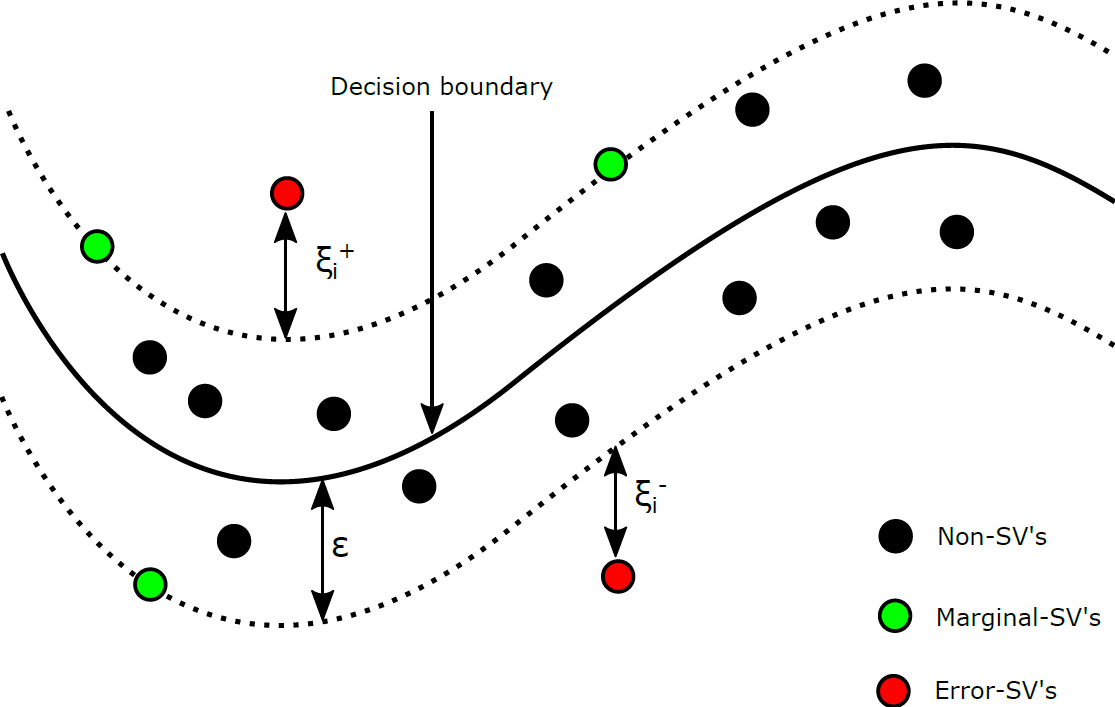 Decision boundary
ξᵢ⁺
ξᵢ⁻
ε
Non-SV's
Marginal-SV's
Error-SV's